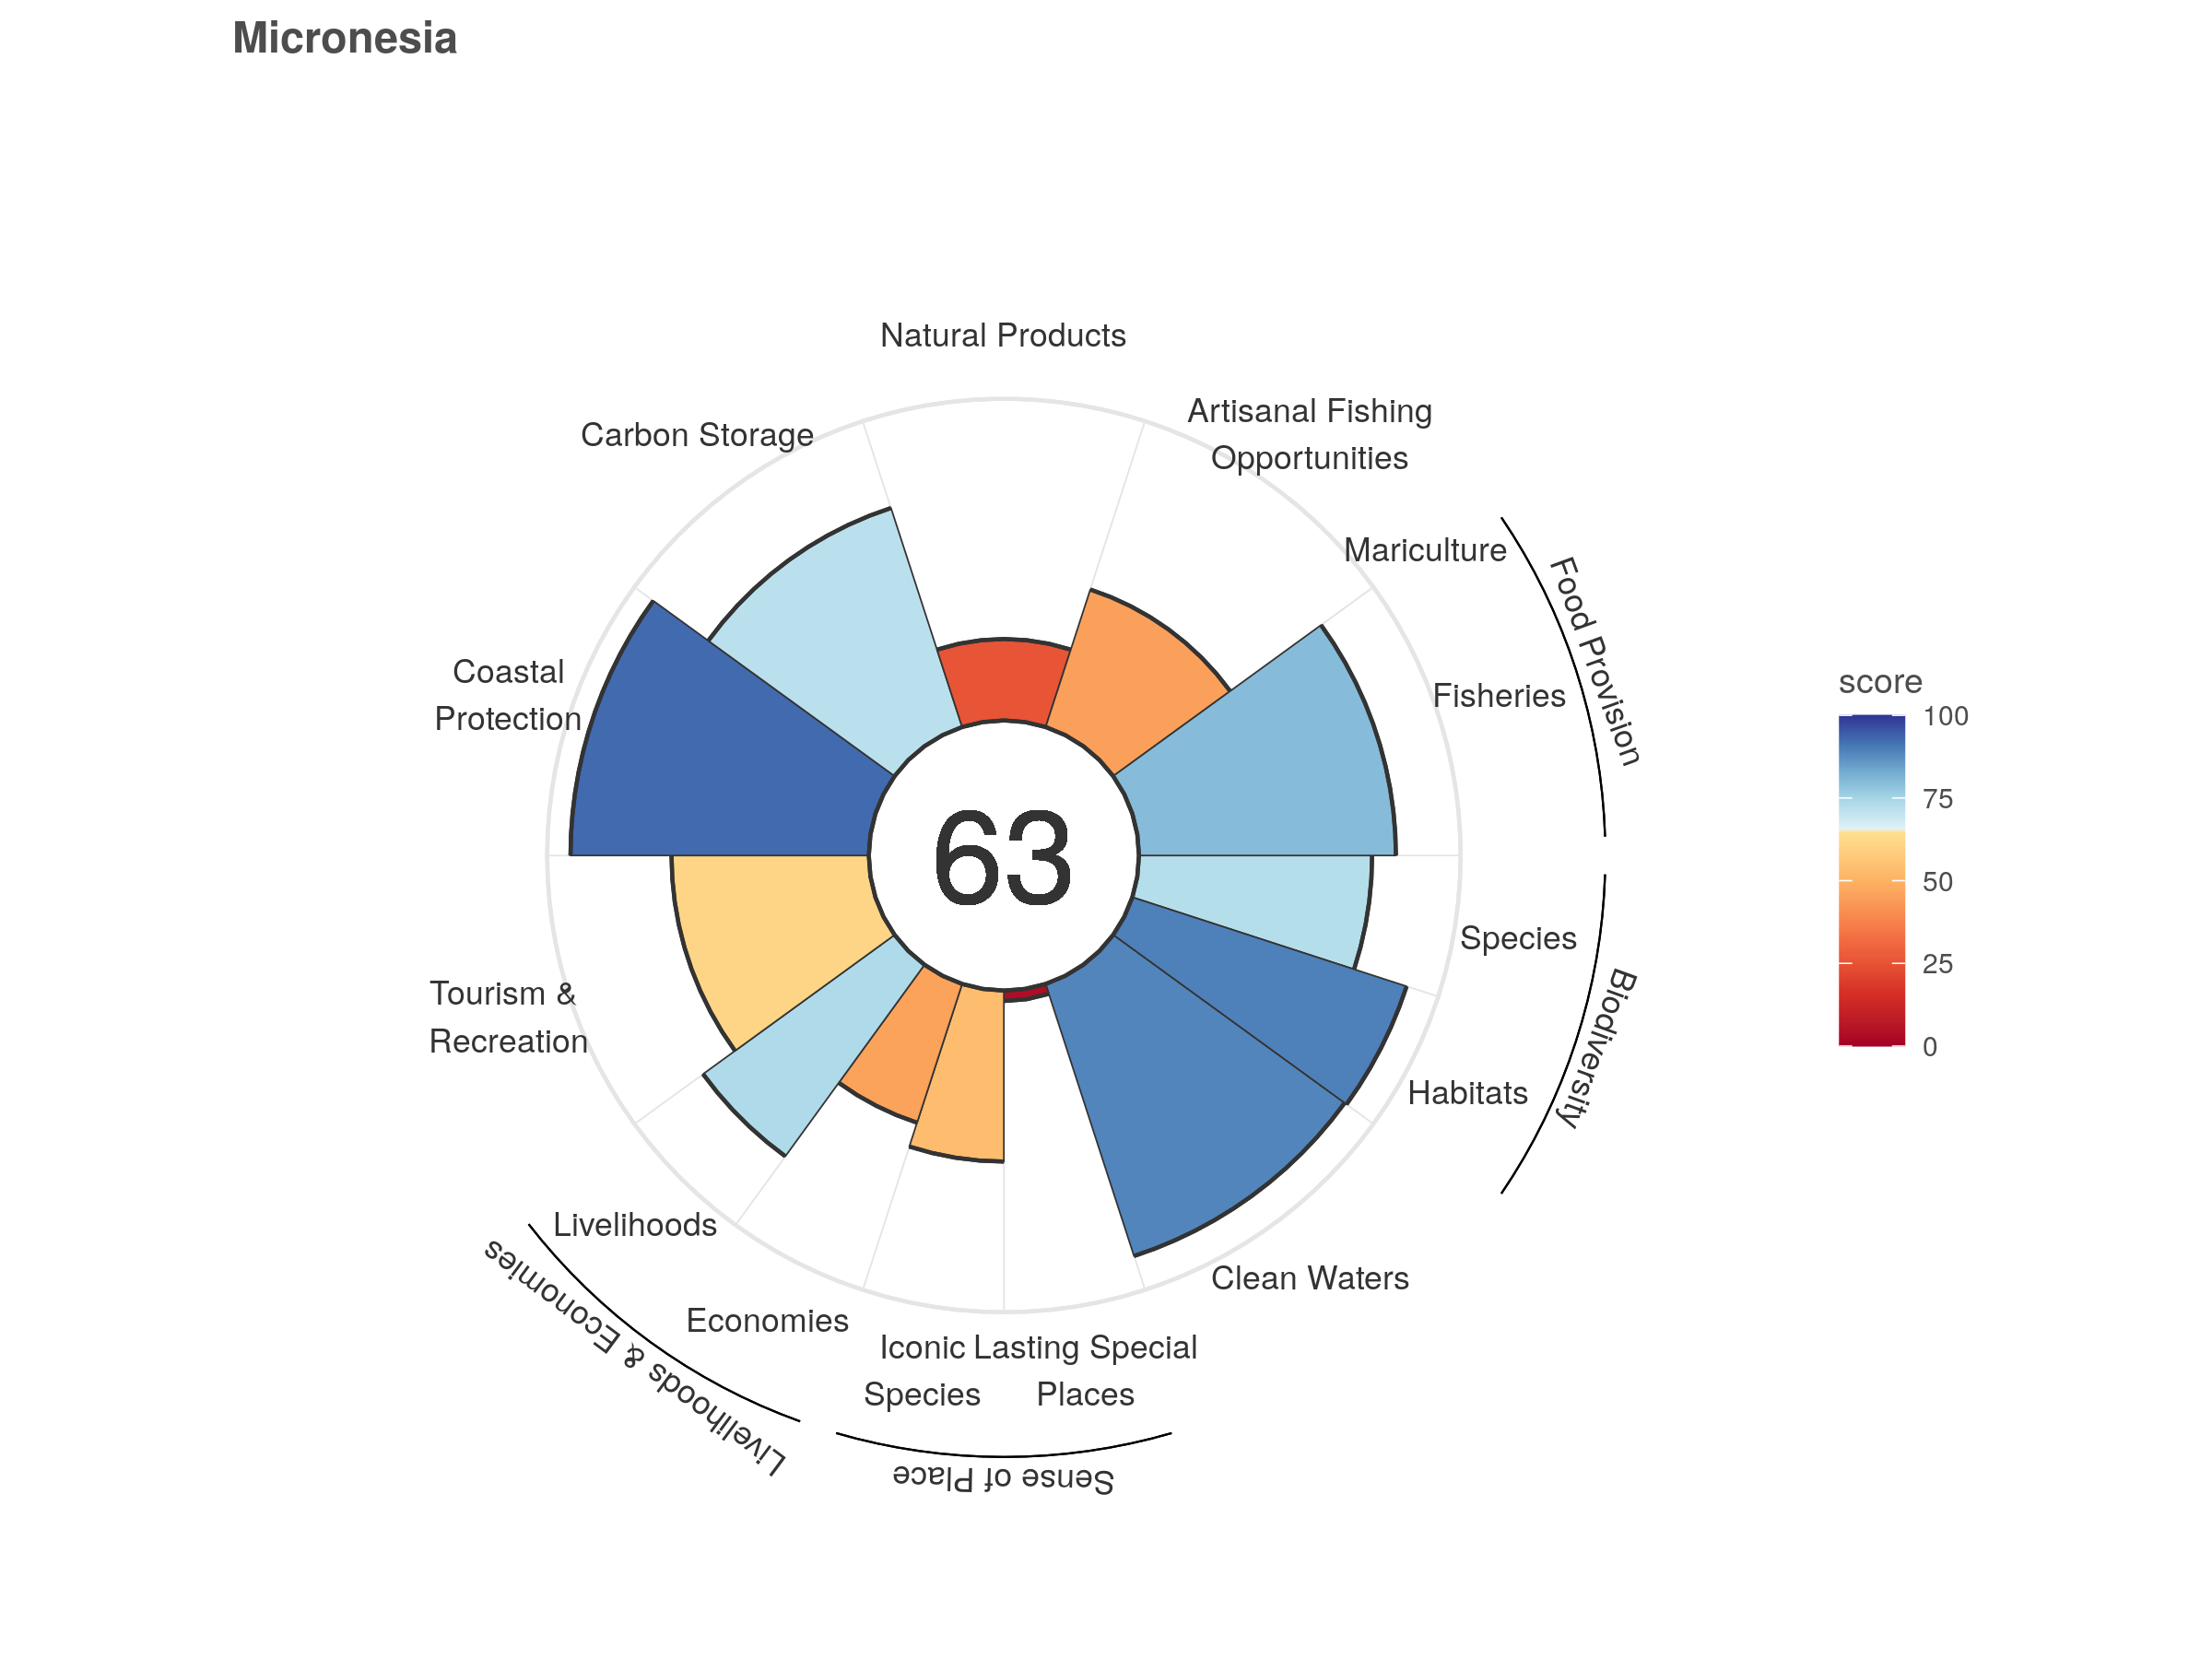 Micronesia
Natural Products
Artisanal Fishing
Opportunities
Carbon Storage
Mariculture
Food Provision
Fisheries
Coastal
Protection
63
score
100
75
50
25
0
Species
Biodiversity
Habitats
Tourism &
Recreation
Livelihoods
Livelihoods & Economies
Economies
Clean Waters
Iconic
Species
Lasting Special
Places
Sense of Place